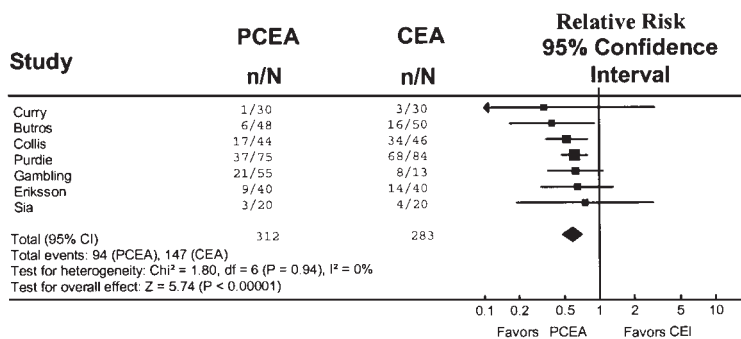 Study PCEA n/N CEA n/N Relative Risk
95% Confidence
Interval
Curry 1/30 3/30
Butros 6/48 16/50
Collis 17/44 34/46
Purdie 37/75 68/84
Gambling 21/55 8/13
Eriksson 9/40 14/40
Sia 3/20 4/20
Total (95% CI) 312 283
Total events: 94 (PCEA), 147 (CEA)
Test for heterogeneity: Chi² = 1.80, df = 6 (P = 0.94), I² = 0%
Test for overall effect: Z = 5.74 (P < 0.00001)
0.1 0.2 0.5 1 2 5 10
Favors PCEA Favors CEI